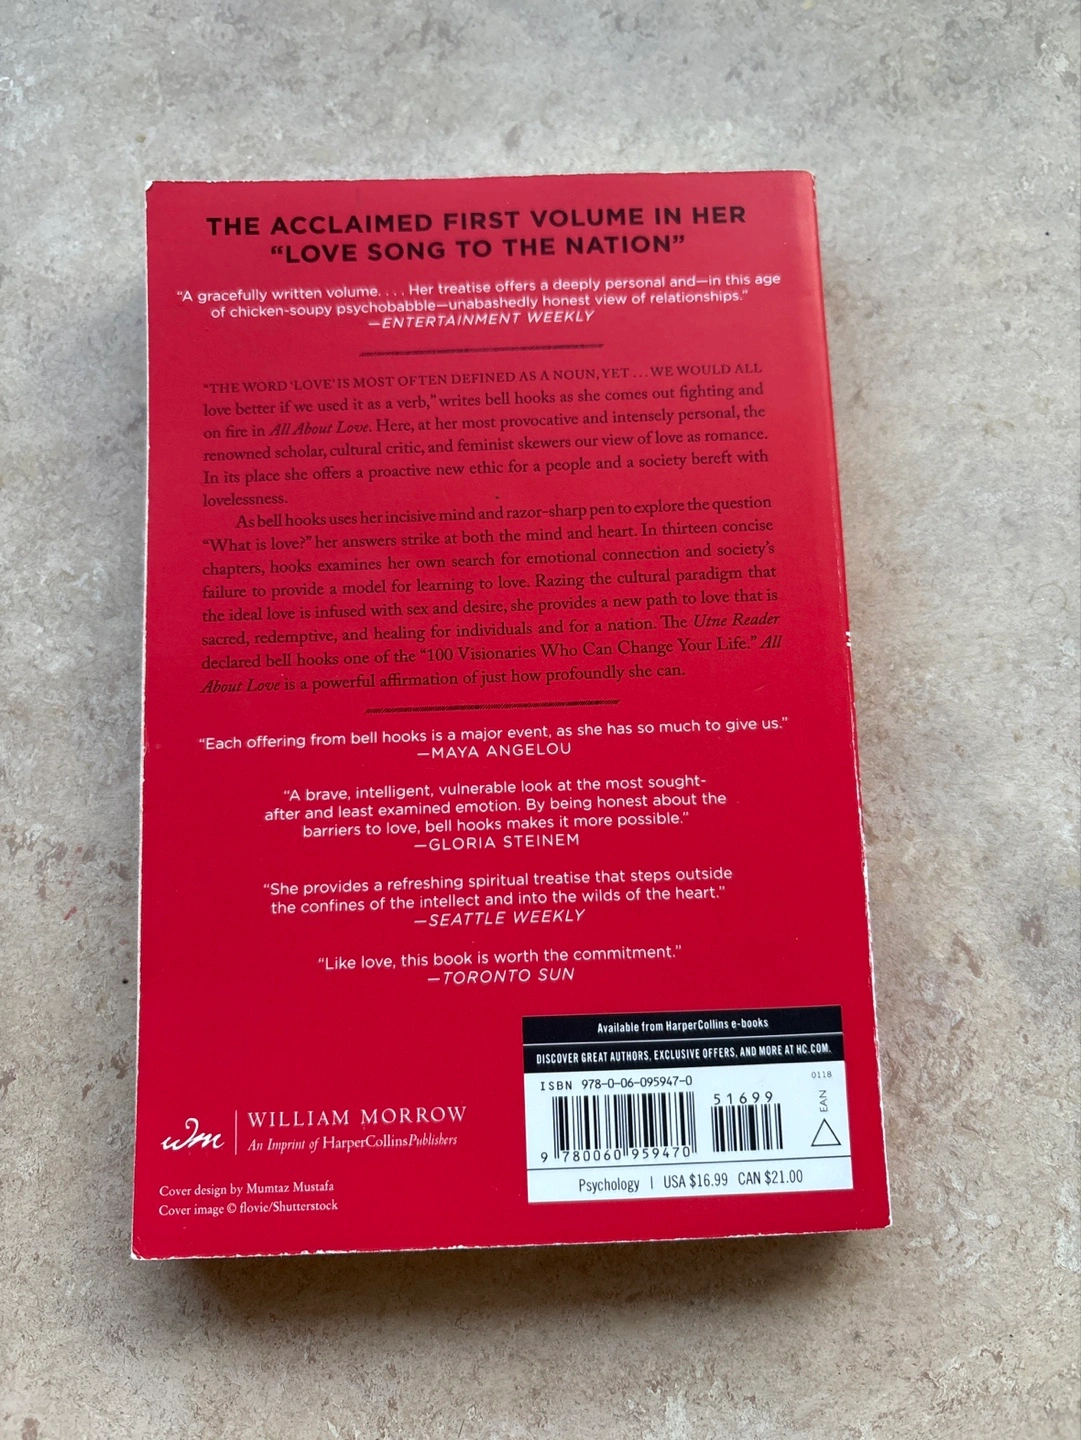 THE ACCLAIMED FIRST VOLUME IN HER
“LOVE SONG TO THE NATION”
“A gracefully written volume. . . . Her treatise offers a deeply personal and—in this age
of chicken-soupy psychobabble—unabashedly honest view of relationships.”
—ENTERTAINMENT WEEKLY
“THE WORD ‘LOVE’ IS MOST OFTEN DEFINED AS A NOUN, YET . . . WE WOULD ALL
love better if we used it as a verb,” writes bell hooks as she comes out fighting and
on fire in All About Love. Here, at her most provocative and intensely personal, the
renowned scholar, cultural critic, and feminist skewers our view of love as romance.
In its place she offers a proactive new ethic for a people and a society bereft with
lovelessness.
As bell hooks uses her incisive mind and razor-sharp pen to explore the question
“What is love?” her answers strike at both the mind and heart. In thirteen concise
chapters, hooks examines her own search for emotional connection and society’s
failure to provide a model for learning to love. Razing the cultural paradigm that
the ideal love is infused with sex and desire, she provides a new path to love that is
sacred, redemptive, and healing for individuals and for a nation. The Utne Reader
declared bell hooks one of the “100 Visionaries Who Can Change Your Life.” All
About Love is a powerful affirmation of just how profoundly she can.
“Each offering from bell hooks is a major event, as she has so much to give us.”
—MAYA ANGELOU
“A brave, intelligent, vulnerable look at the most sought-
after and least examined emotion. By being honest about the
barriers to love, bell hooks makes it more possible.”
—GLORIA STEINEM
“She provides a refreshing spiritual treatise that steps outside
the confines of the intellect and into the wilds of the heart.”
—SEATTLE WEEKLY
“Like love, this book is worth the commitment.”
—TORONTO SUN
Available from HarperCollins e-books
DISCOVER GREAT AUTHORS, EXCLUSIVE OFFERS, AND MORE AT HC.COM.
ISBN 978-0-06-095947-0
0118
51699
EAN
9 780060 959470
Psychology | USA $16.99 CAN $21.00
wm
WILLIAM MORROW
An Imprint of HarperCollinsPublishers
Cover design by Mumtaz Mustafa
Cover image © flovie/Shutterstock